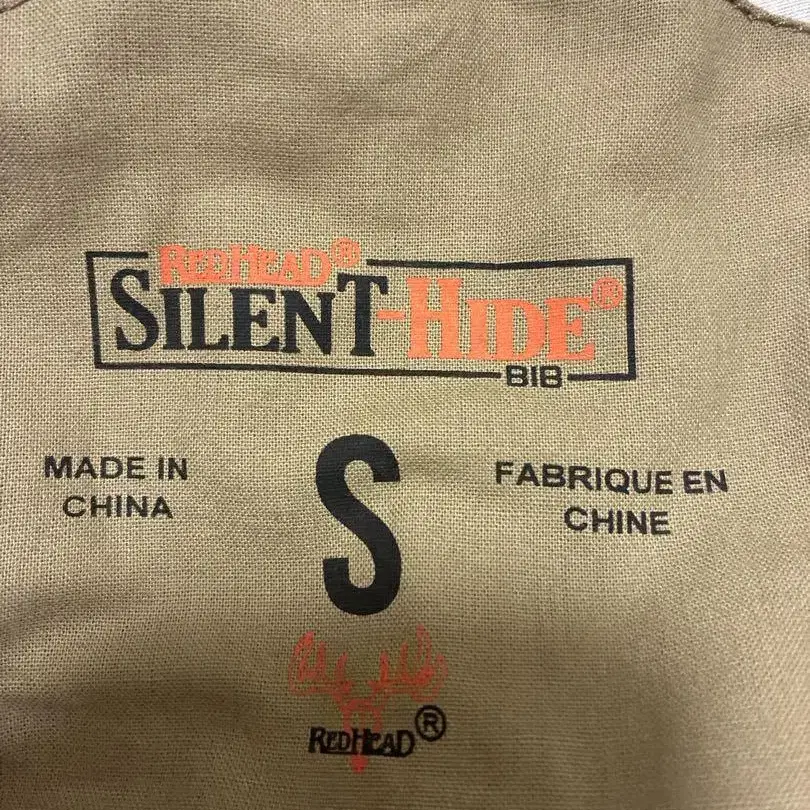 REDHEAD®
SILENT-HIDE®
BIB
MADE IN
CHINA
S
FABRIQUE EN
CHINE
REDHEAD®